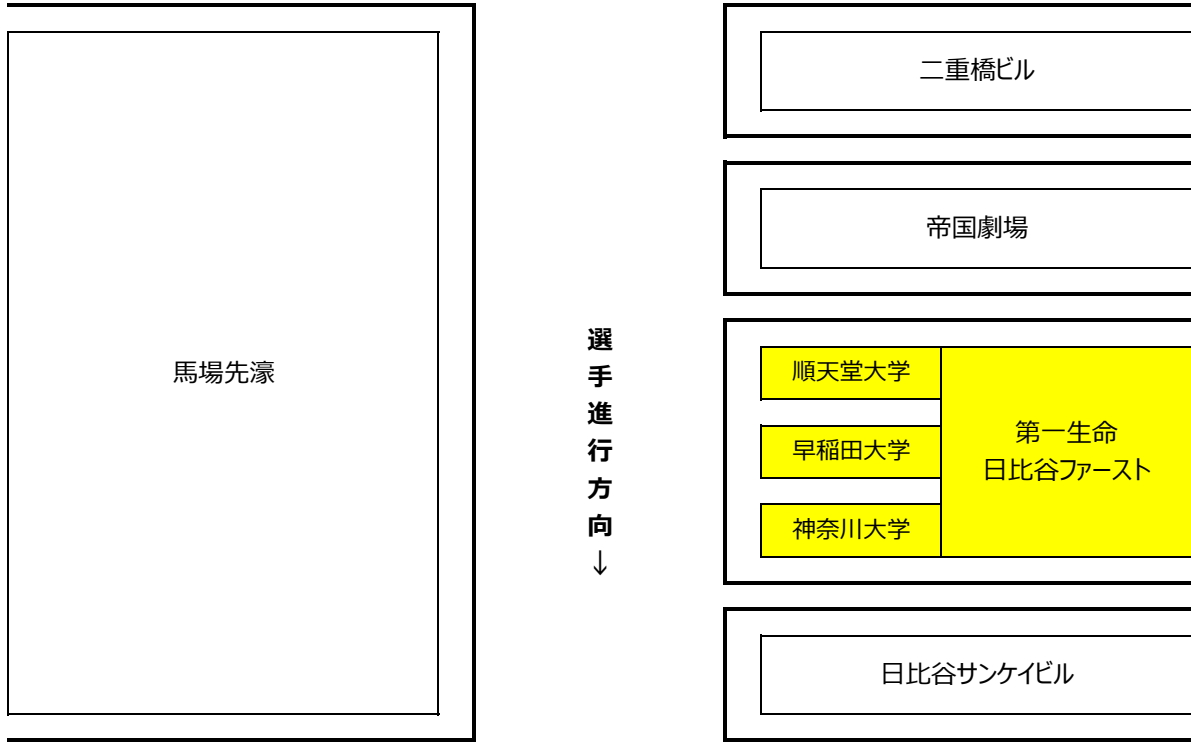 二重橋ビル
帝国劇場
馬場先濠
選手進行方向↓
順天堂大学
早稲田大学
神奈川大学
第一生命
日比谷ファースト
日比谷サンケイビル